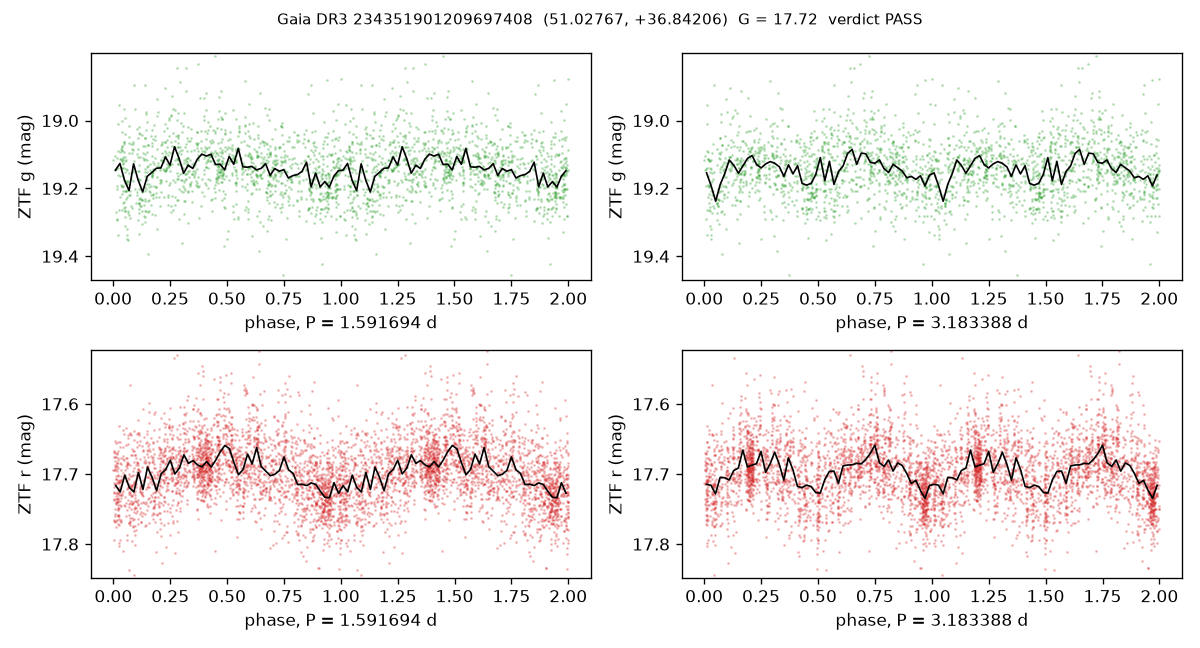 Gaia DR3 234351901209697408 (51.02767, +36.84206) G = 17.72 verdict PASS
ZTF g (mag)
19.0
19.2
19.4
0.00 0.25 0.50 0.75 1.00 1.25 1.50 1.75 2.00
phase, P = 1.591694 d
ZTF g (mag)
19.0
19.2
19.4
0.00 0.25 0.50 0.75 1.00 1.25 1.50 1.75 2.00
phase, P = 3.183388 d
ZTF r (mag)
17.6
17.7
17.8
0.00 0.25 0.50 0.75 1.00 1.25 1.50 1.75 2.00
phase, P = 1.591694 d
ZTF r (mag)
17.6
17.7
17.8
0.00 0.25 0.50 0.75 1.00 1.25 1.50 1.75 2.00
phase, P = 3.183388 d